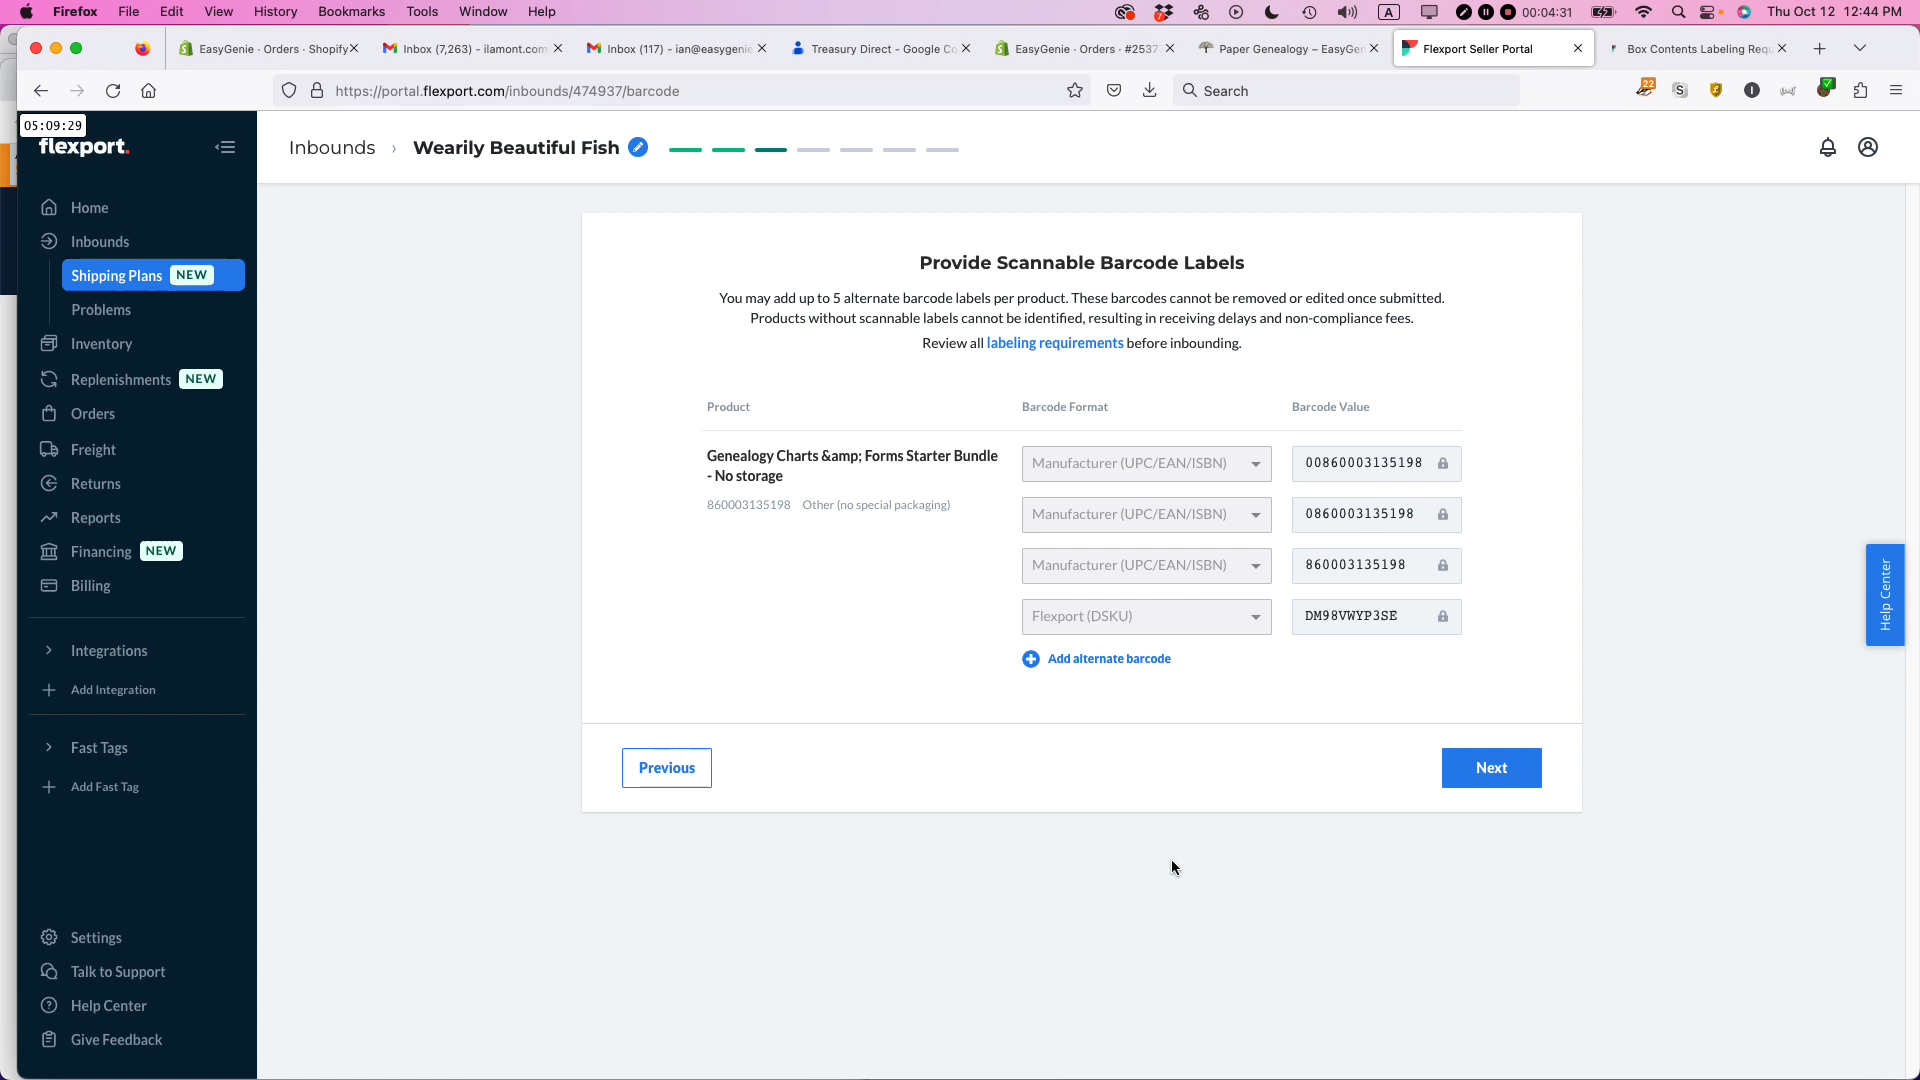 Firefox File Edit View History Bookmarks Tools Window Help 7 A 00:04:31 Thu Oct 12 12:44 PM
EasyGenie · Orders · Shopify Inbox (7,263) - ilamont.com Inbox (117) - ian@easygenie Treasury Direct - Google Co EasyGenie · Orders · #2537 Paper Genealogy – EasyGen Flexport Seller Portal Box Contents Labeling Requ
https://portal.flexport.com/inbounds/474937/barcode Search 22
05:09:29
flexport.
Inbounds › Wearily Beautiful Fish
Home
Inbounds
Shipping Plans NEW
Problems
Inventory
Replenishments NEW
Orders
Freight
Returns
Reports
Financing NEW
Billing
Integrations
Add Integration
Fast Tags
Add Fast Tag
Settings
Talk to Support
Help Center
Give Feedback
Provide Scannable Barcode Labels
You may add up to 5 alternate barcode labels per product. These barcodes cannot be removed or edited once submitted.
Products without scannable labels cannot be identified, resulting in receiving delays and non-compliance fees.
Review all labeling requirements before inbounding.
Product Barcode Format Barcode Value
Genealogy Charts &amp; Forms Starter Bundle
- No storage
860003135198 Other (no special packaging)
Manufacturer (UPC/EAN/ISBN) 00860003135198
Manufacturer (UPC/EAN/ISBN) 0860003135198
Manufacturer (UPC/EAN/ISBN) 860003135198
Flexport (DSKU) DM98VWYP3SE
Add alternate barcode
Previous Next
Help Center